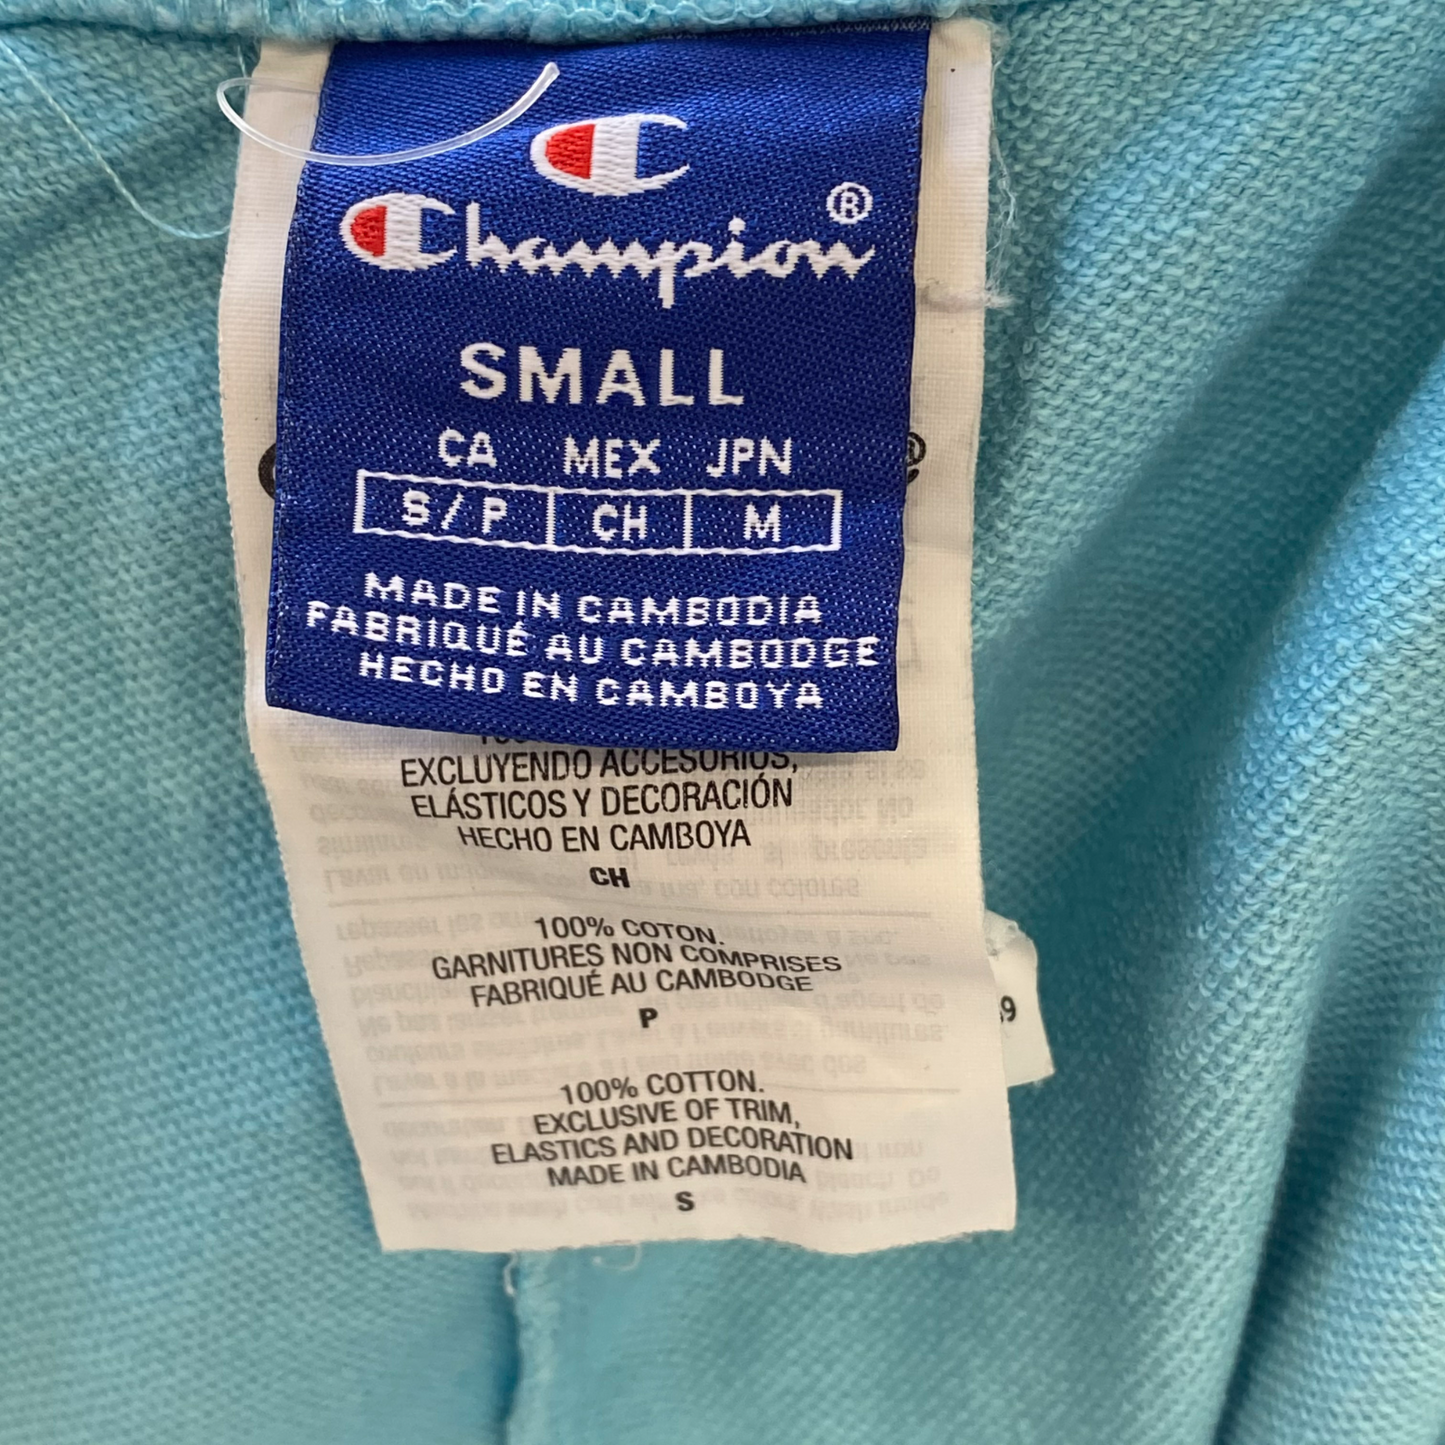 Champion®
SMALL
CA MEX JPN
S/P CH M
MADE IN CAMBODIA
FABRIQUÉ AU CAMBODGE
HECHO EN CAMBOYA
EXCLUYENDO ACCESORIOS,
ELÁSTICOS Y DECORACIÓN
HECHO EN CAMBOYA
CH
100% COTON.
GARNITURES NON COMPRISES
FABRIQUÉ AU CAMBODGE
P
100% COTTON.
EXCLUSIVE OF TRIM,
ELASTICS AND DECORATION
MADE IN CAMBODIA
S